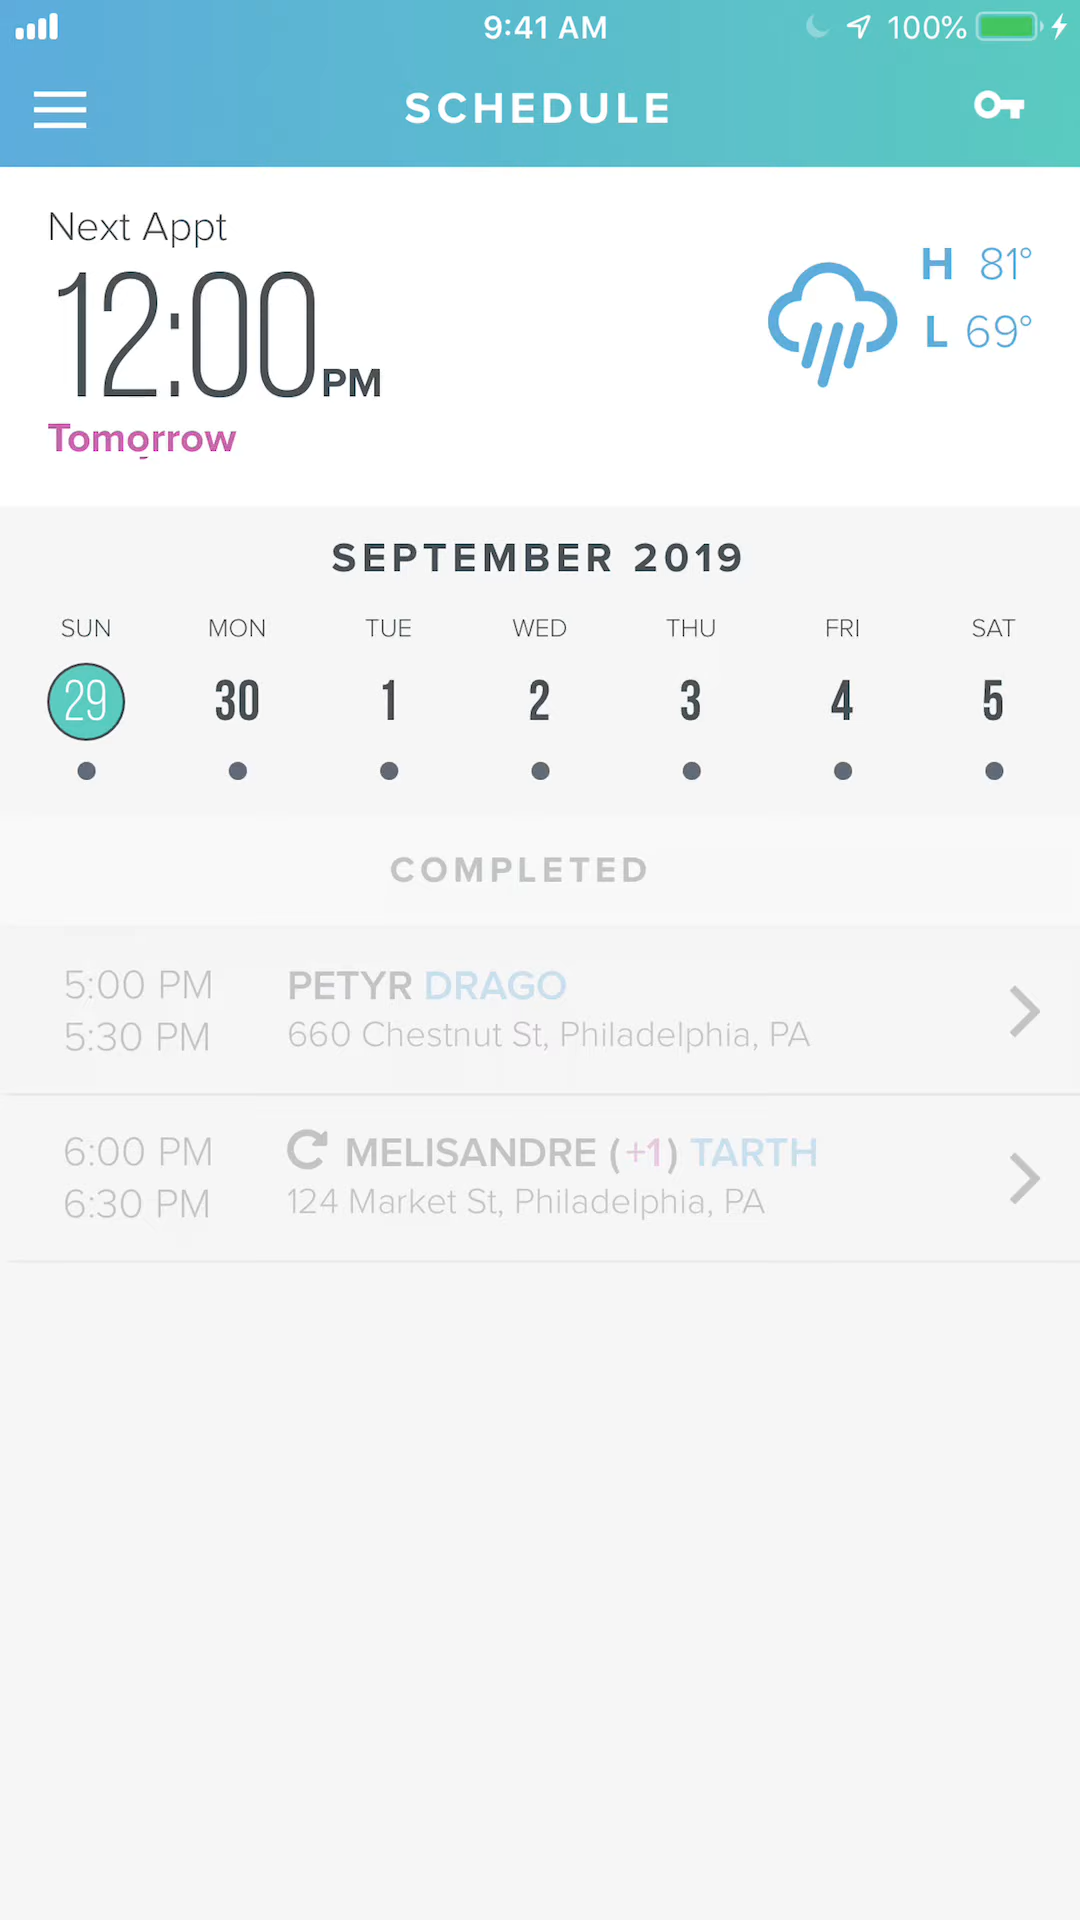 9:41 AM 100%
SCHEDULE
Next Appt
12:00PM
Tomorrow
H 81°
L 69°
SEPTEMBER 2019
SUN MON TUE WED THU FRI SAT
29 30 1 2 3 4 5
COMPLETED
5:00 PM PETYR DRAGO
5:30 PM 660 Chestnut St, Philadelphia, PA
6:00 PM MELISANDRE (+1) TARTH
6:30 PM 124 Market St, Philadelphia, PA